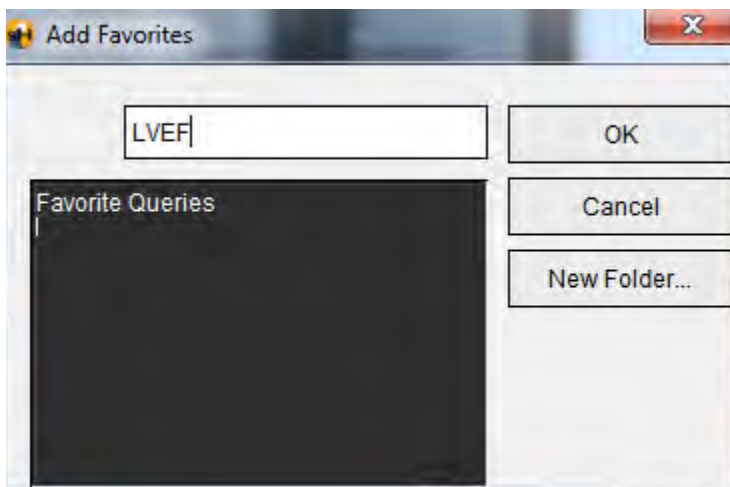 Add Favorites
LVEF
OK
Favorite Queries
Cancel
New Folder...